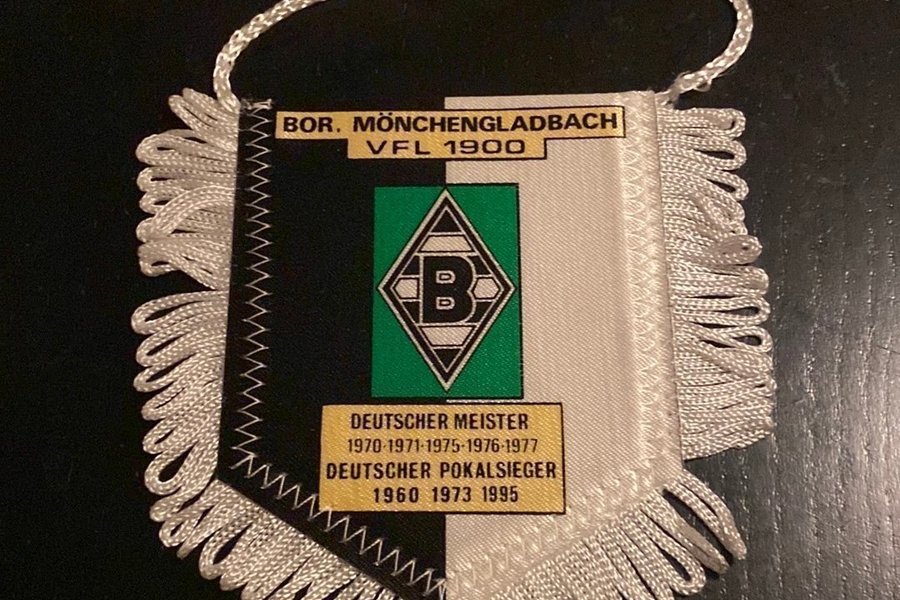 BOR. MÖNCHENGLADBACH
VFL 1900
B
DEUTSCHER MEISTER
1970·1971·1975·1976·1977
DEUTSCHER POKALSIEGER
1960 1973 1995